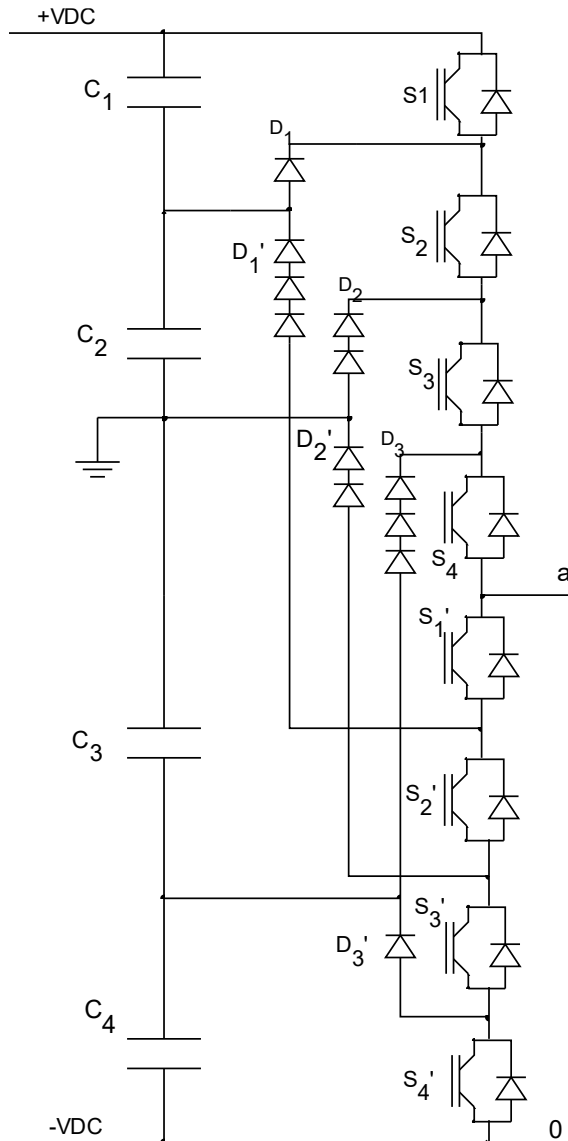 +VDC
C1
S1
D1
S2
D1'
D2
C2
S3
D2'
D3
S4
a
S1'
C3
S2'
S3'
D3'
C4
S4'
-VDC
0